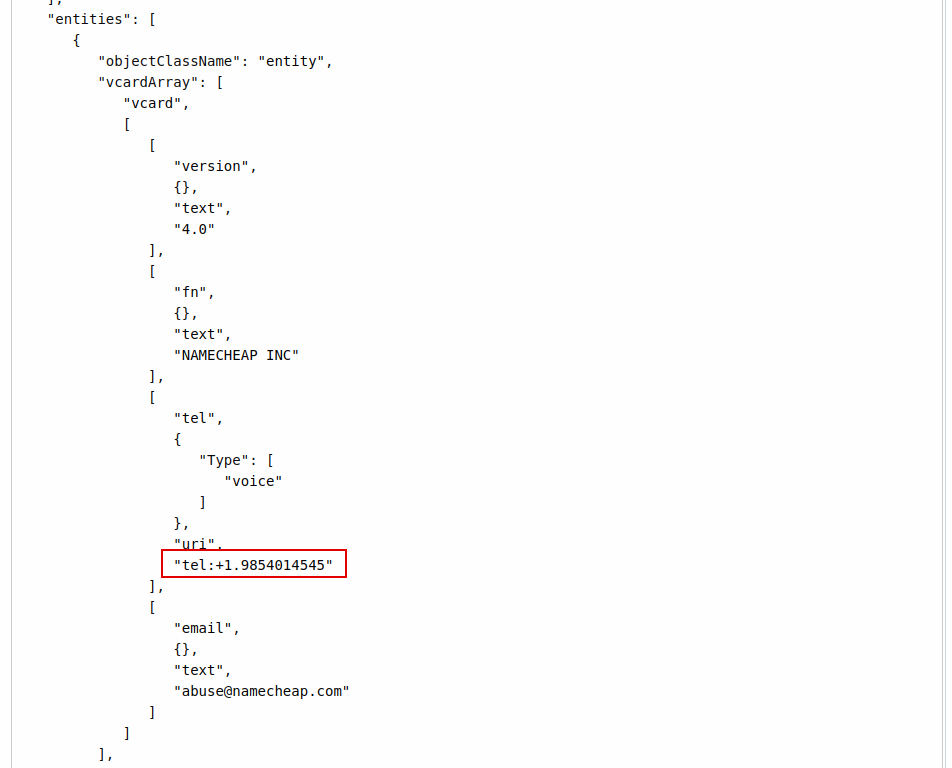 ],
"entities": [
{
"objectClassName": "entity",
"vcardArray": [
"vcard",
[
[
"version",
{},
"text",
"4.0"
],
[
"fn",
{},
"text",
"NAMECHEAP INC"
],
[
"tel",
{
"Type": [
"voice"
]
},
"uri",
"tel:+1.9854014545"
],
[
"email",
{},
"text",
"abuse@namecheap.com"
]
]
],